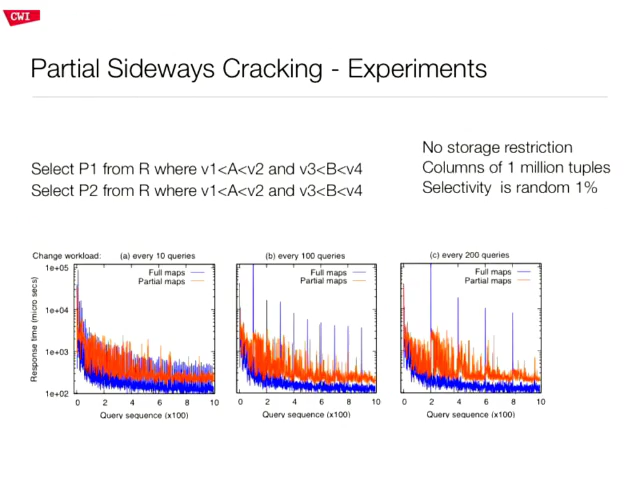 CWI
Partial Sideways Cracking - Experiments
No storage restriction
Columns of 1 million tuples
Selectivity is random 1%
Select P1 from R where v1<A<v2 and v3<B<v4
Select P2 from R where v1<A<v2 and v3<B<v4
Change workload: (a) every 10 queries
Full maps
Partial maps
Response time (micro secs)
1e+05
1e+04
1e+03
1e+02
0 2 4 6 8 10
Query sequence (x100)
(b) every 100 queries
Full maps
Partial maps
0 2 4 6 8 10
Query sequence (x100)
(c) every 200 queries
Full maps
Partial maps
0 2 4 6 8 10
Query sequence (x100)